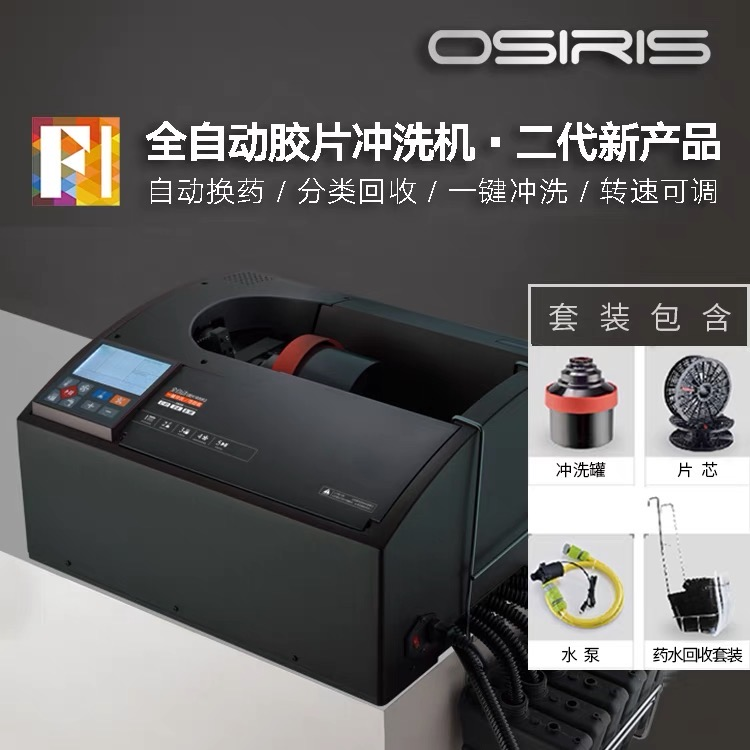 OSIRIS
FI
全自动胶片冲洗机·二代新产品
自动换药 / 分类回收 / 一键冲洗 / 转速可调
套装包含
冲洗罐
片芯
水泵
药水回收套装